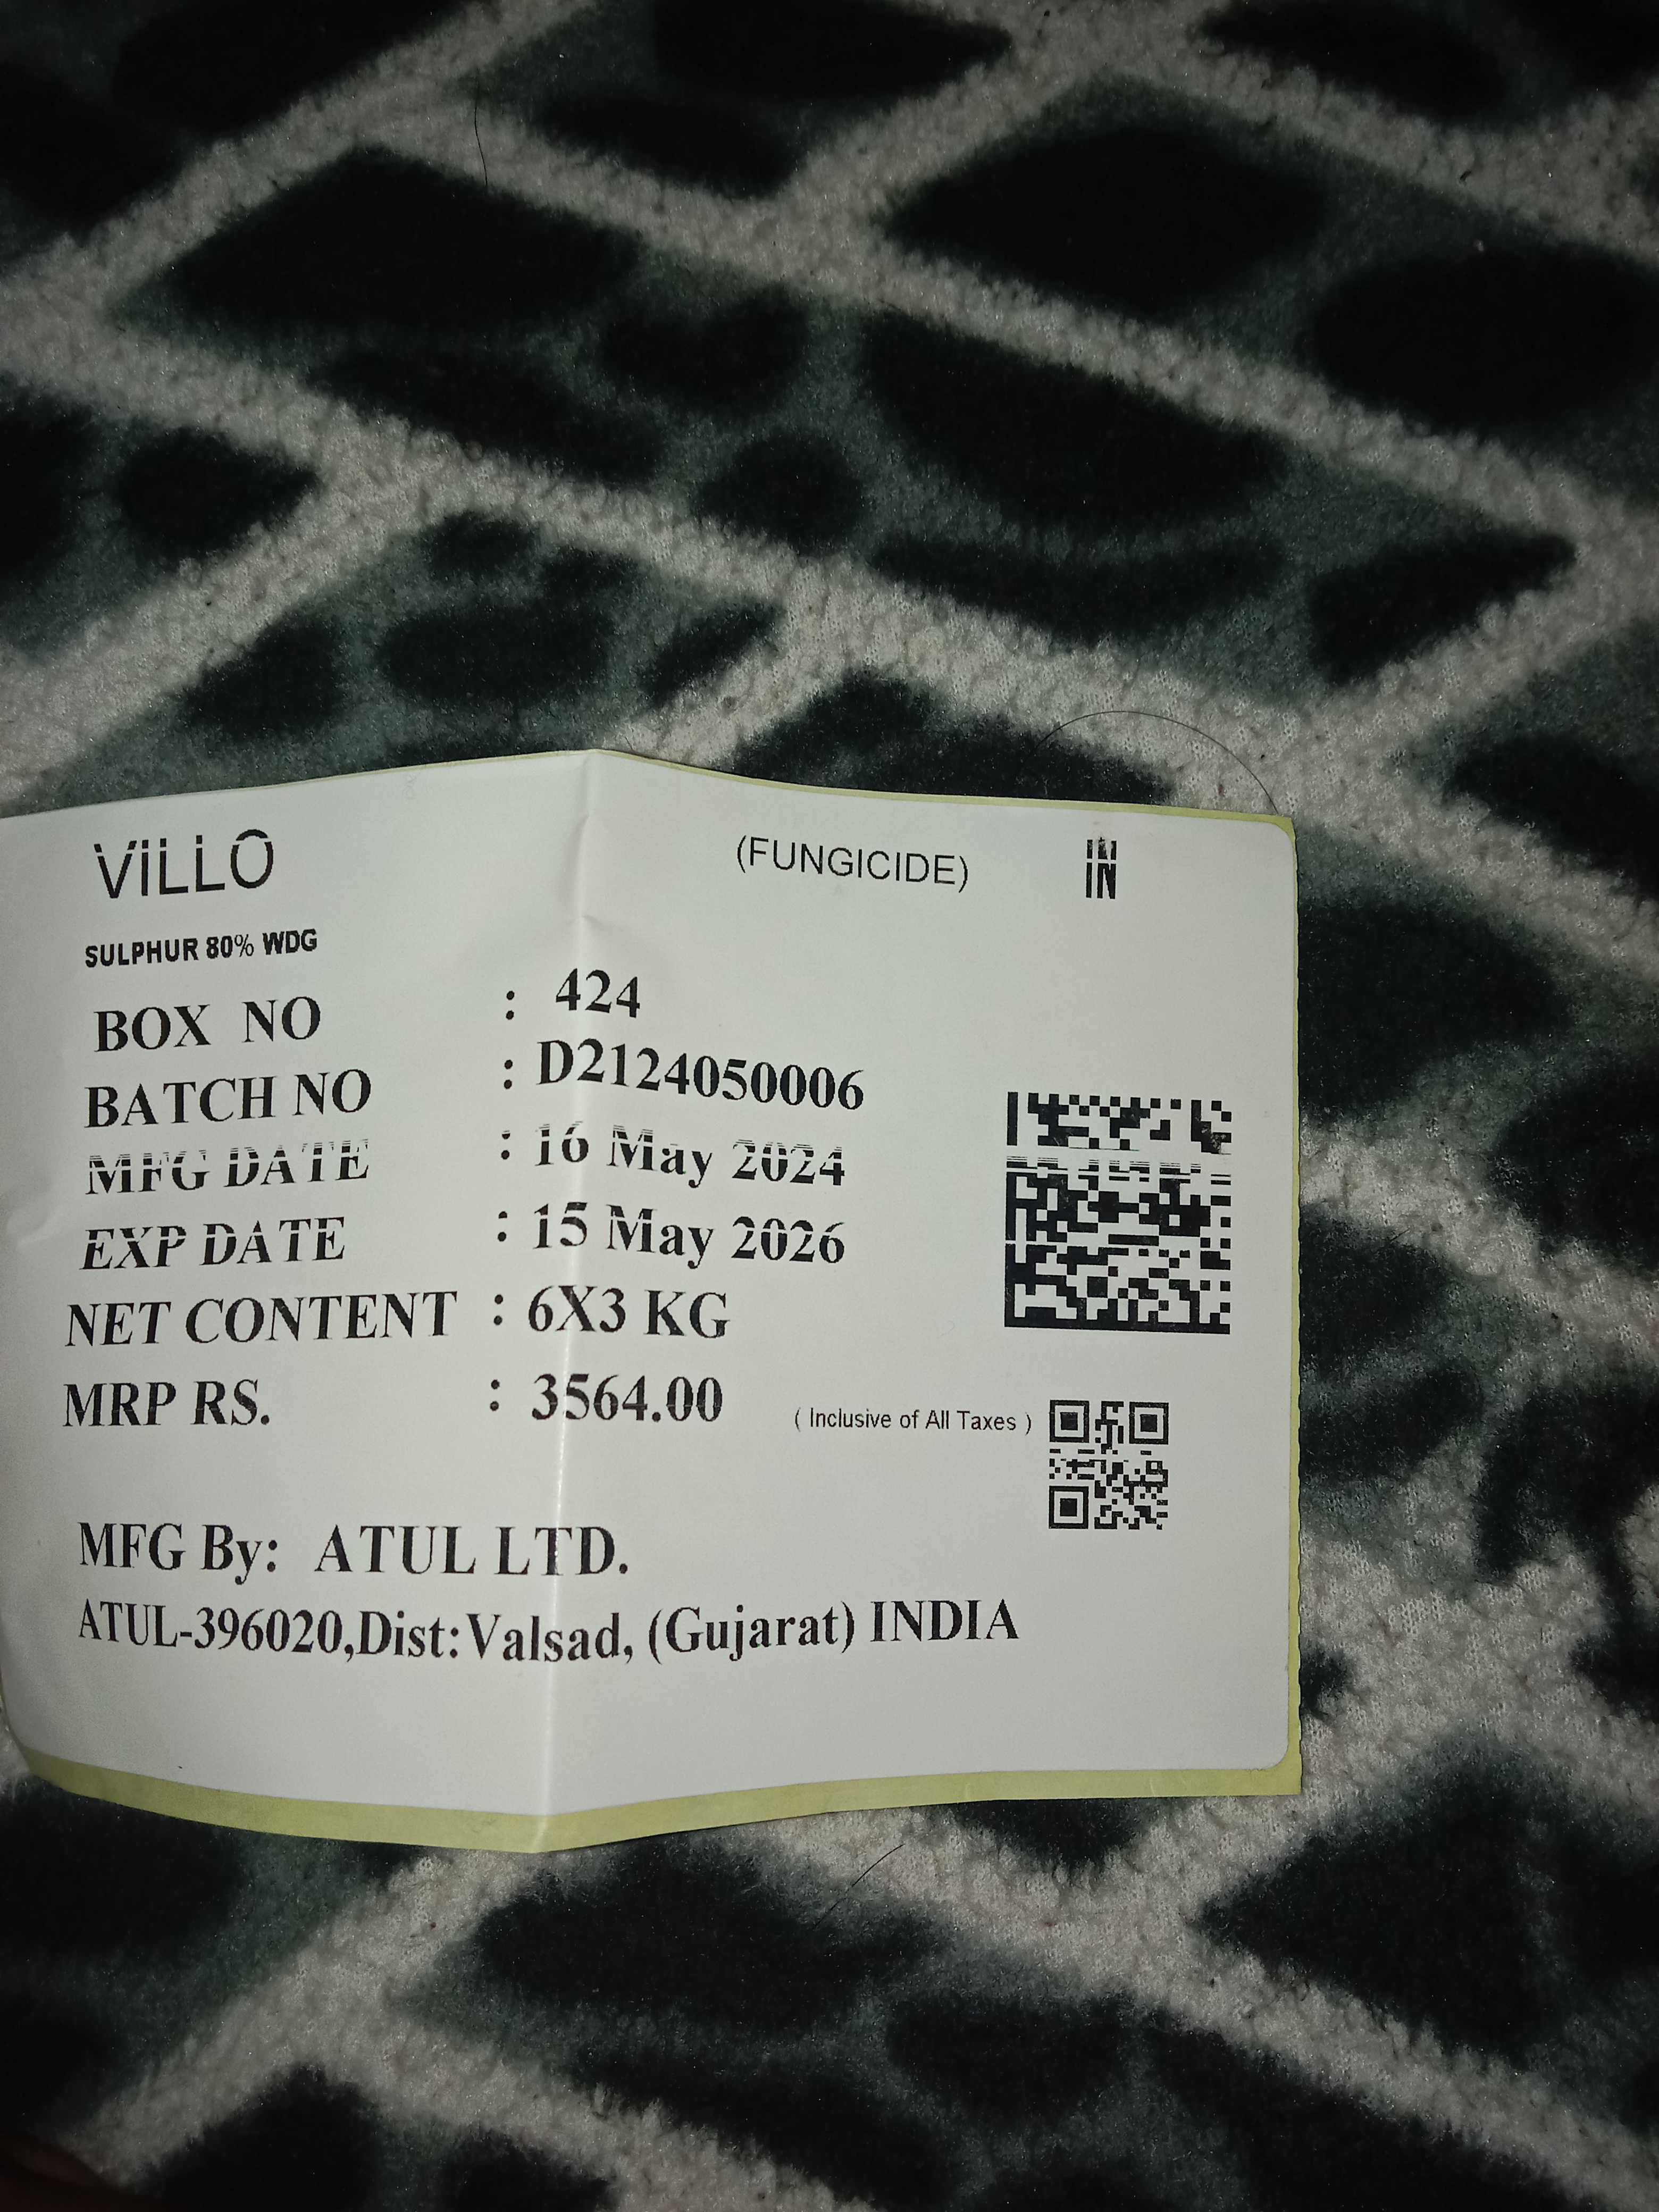 VILLO (FUNGICIDE) IN
SULPHUR 80% WDG
BOX NO : 424
BATCH NO : D2124050006
MFG DATE : 16 May 2024
EXP DATE : 15 May 2026
NET CONTENT : 6X3 KG
MRP RS. : 3564.00 ( Inclusive of All Taxes )
MFG By: ATUL LTD.
ATUL-396020,Dist:Valsad, (Gujarat) INDIA